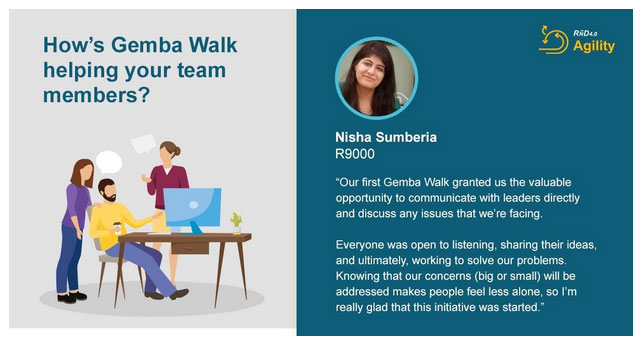 How's Gemba Walk
helping your team
members?
RiiD4.0
Agility
Nisha Sumberia
R9000
“Our first Gemba Walk granted us the valuable
opportunity to communicate with leaders directly
and discuss any issues that we're facing.
Everyone was open to listening, sharing their ideas,
and ultimately, working to solve our problems.
Knowing that our concerns (big or small) will be
addressed makes people feel less alone, so I'm
really glad that this initiative was started.”